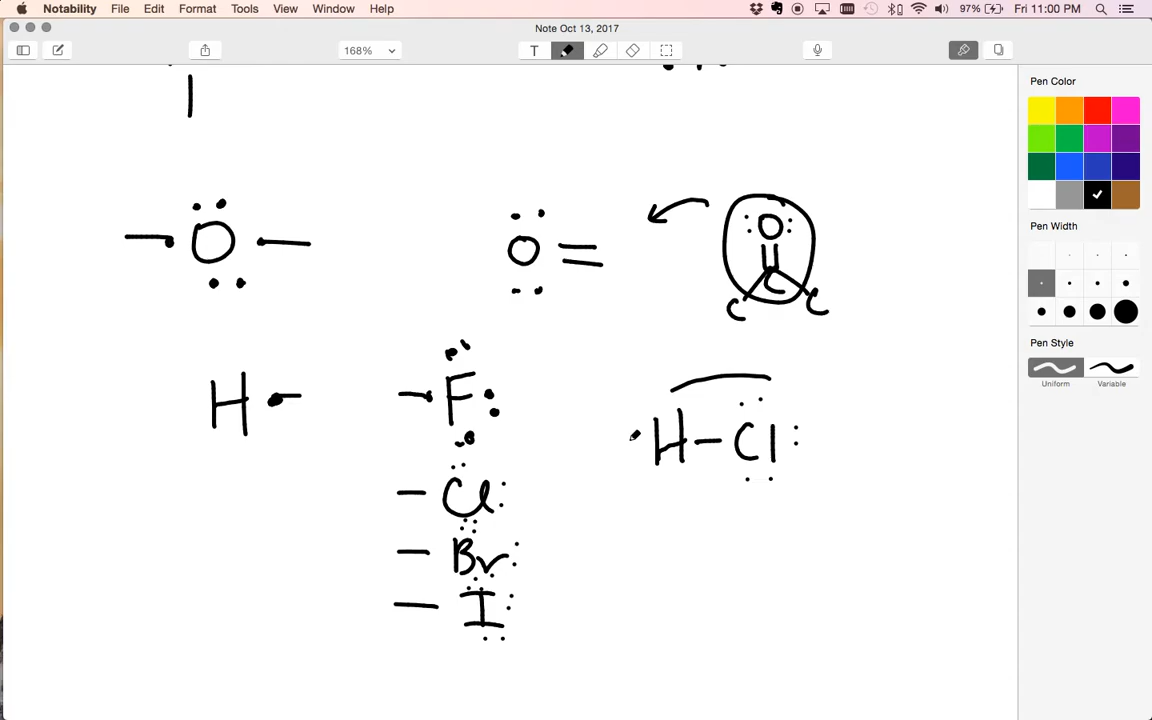 Notability File Edit Format Tools View Window Help 97% Fri 11:00 PM
Note Oct 13, 2017
T 168%
Pen Color
Pen Width
Pen Style
Uniform Variable
O O O
C
C C
H F
H-Cl
Cl
Br
I